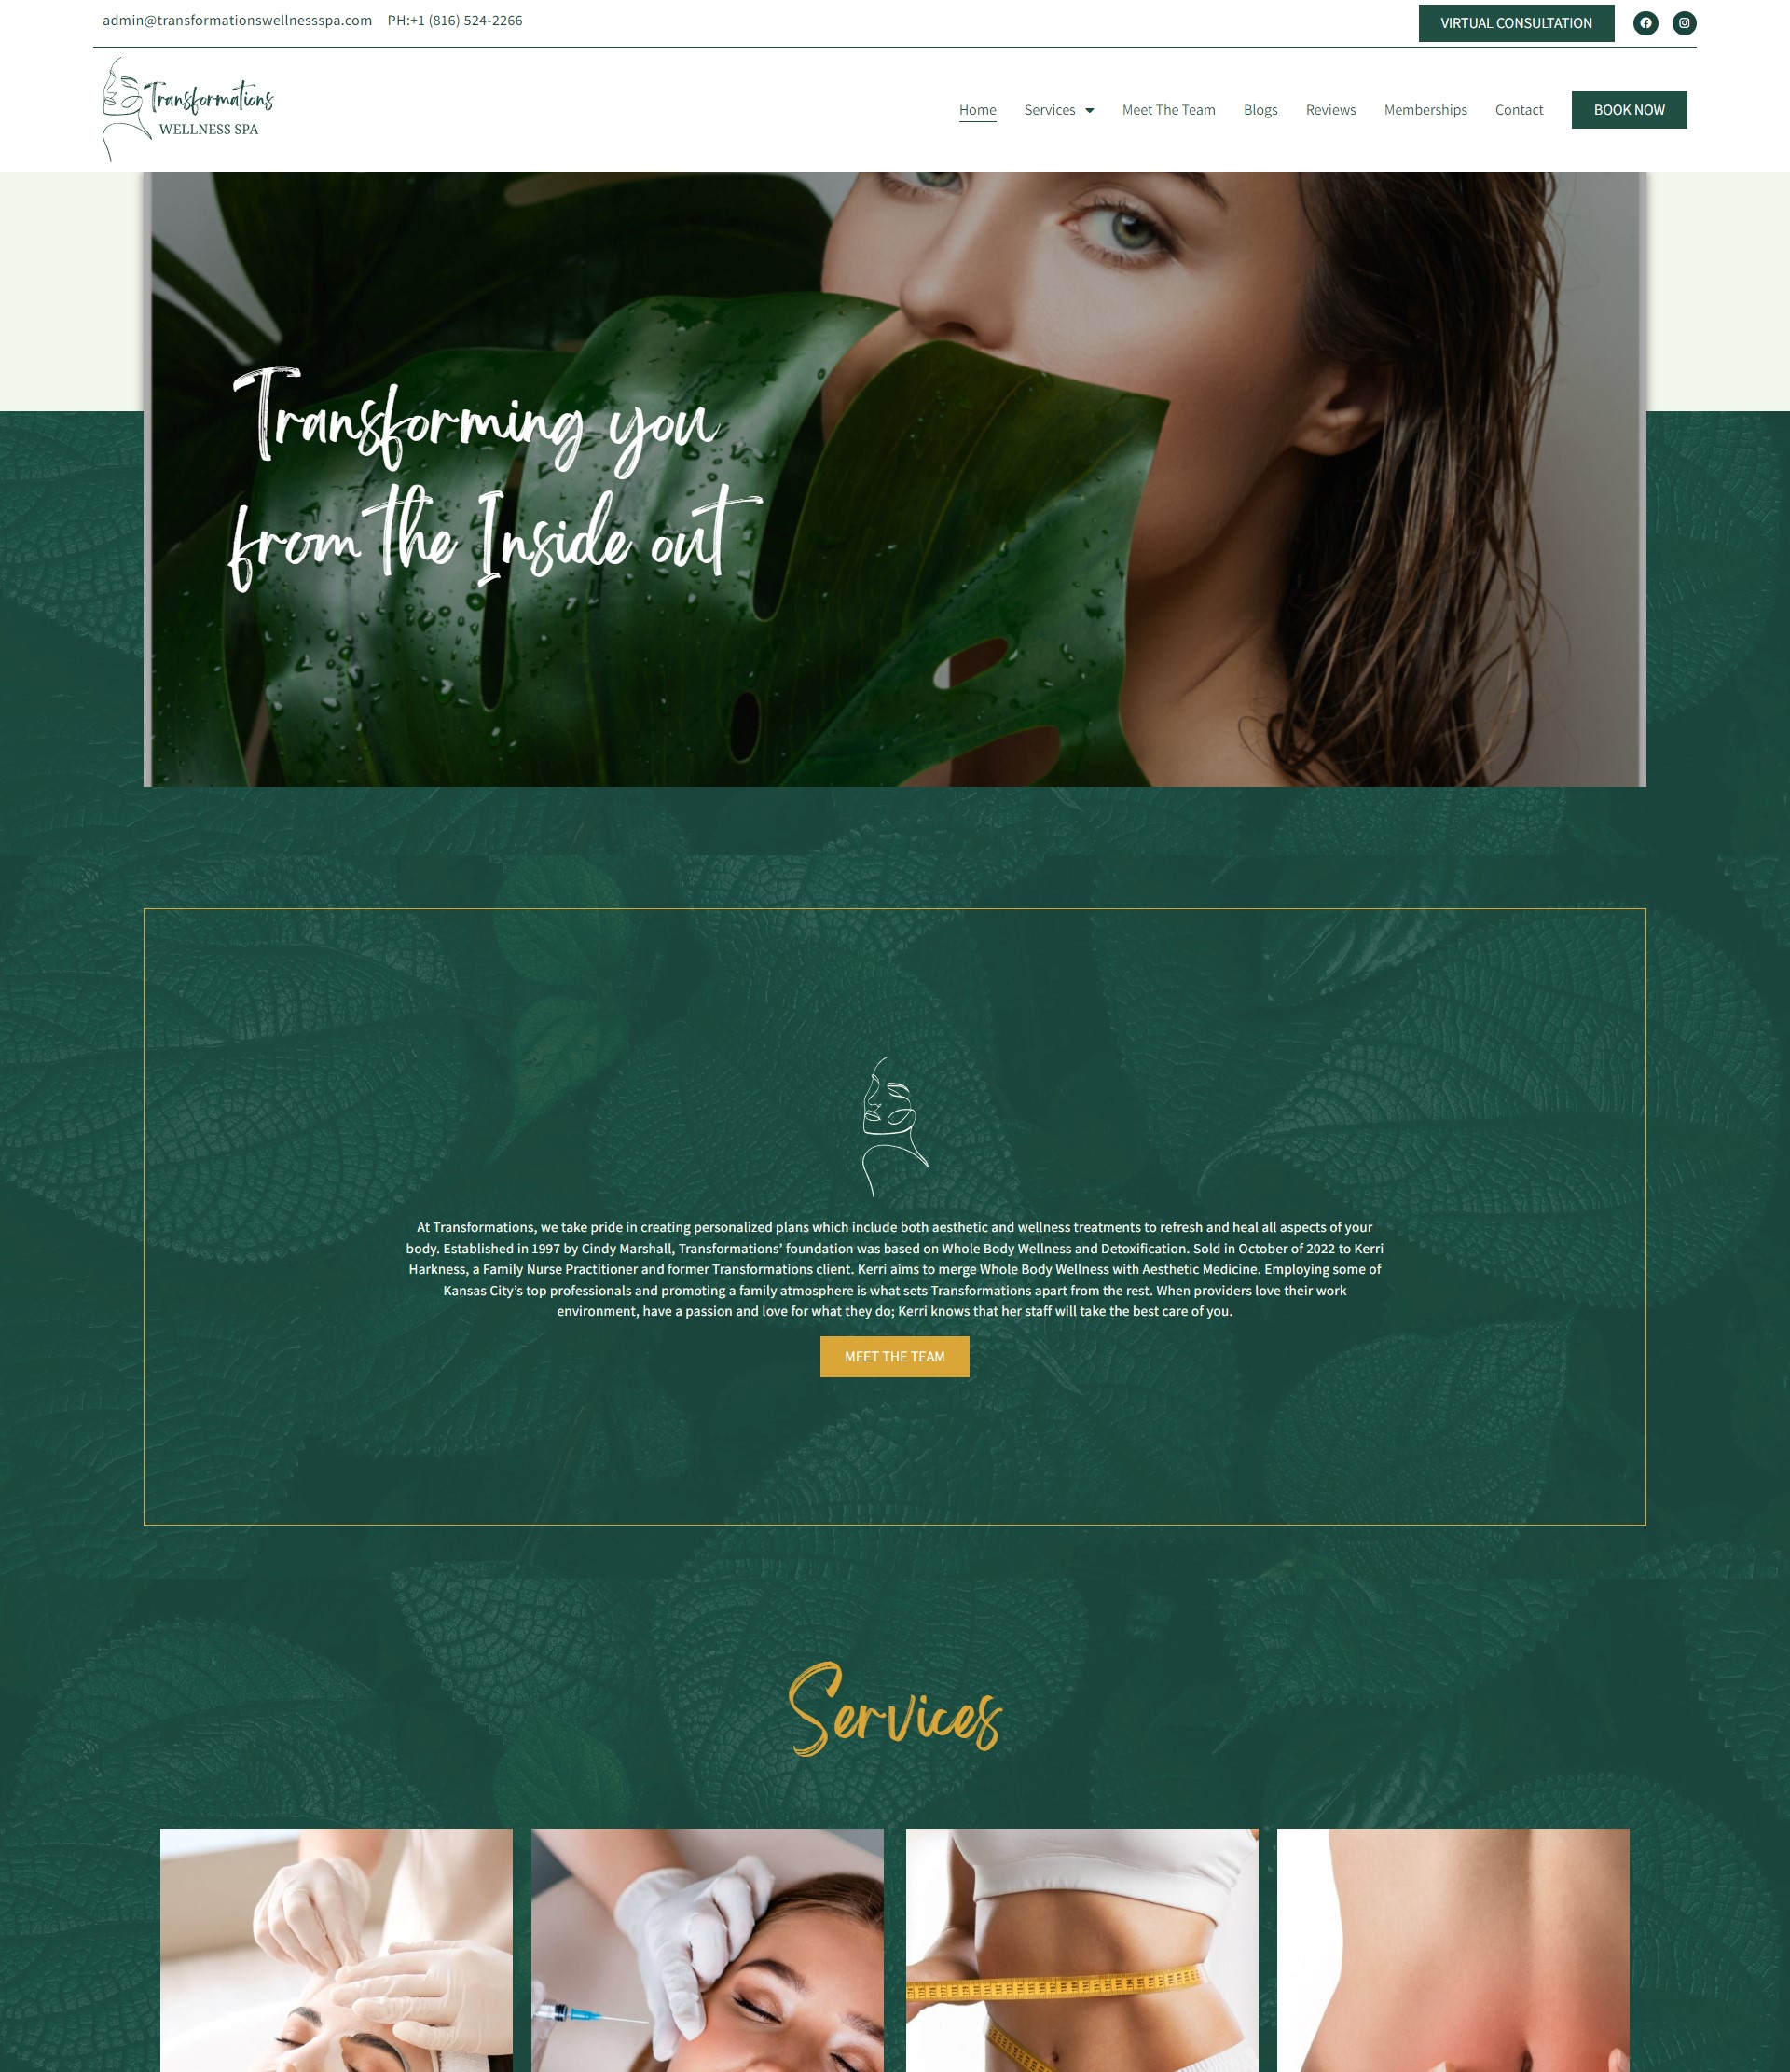 admin@transformationswellnessspa.com PH:+1 (816) 524-2266
VIRTUAL CONSULTATION
Transformations
WELLNESS SPA
Home Services Meet The Team Blogs Reviews Memberships Contact BOOK NOW
Transforming you
from the Inside out
At Transformations, we take pride in creating personalized plans which include both aesthetic and wellness treatments to refresh and heal all aspects of your
body. Established in 1997 by Cindy Marshall, Transformations’ foundation was based on Whole Body Wellness and Detoxification. Sold in October of 2022 to Kerri
Harkness, a Family Nurse Practitioner and former Transformations client. Kerri aims to merge Whole Body Wellness with Aesthetic Medicine. Employing some of
Kansas City’s top professionals and promoting a family atmosphere is what sets Transformations apart from the rest. When providers love their work
environment, have a passion and love for what they do; Kerri knows that her staff will take the best care of you.
MEET THE TEAM
Services